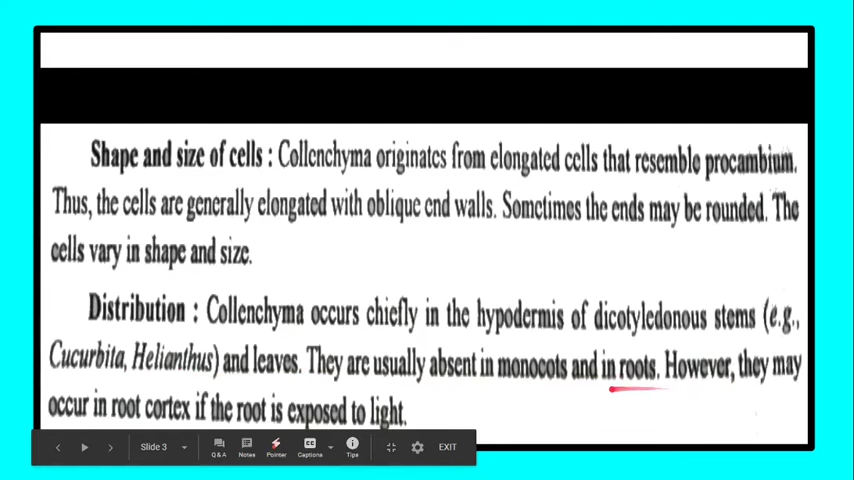 Shape and size of cells : Collenchyma originates from elongated cells that resemble procambium.
Thus, the cells are generally elongated with oblique end walls. Sometimes the ends may be rounded. The
cells vary in shape and size.
Distribution : Collenchyma occurs chiefly in the hypodermis of dicotyledonous stems (e.g.,
Cucurbita, Helianthus) and leaves. They are usually absent in monocots and in roots. However, they may
occur in root cortex if the root is exposed to light.
Slide 3 Q&A Notes Pointer CC Captions Tips EXIT